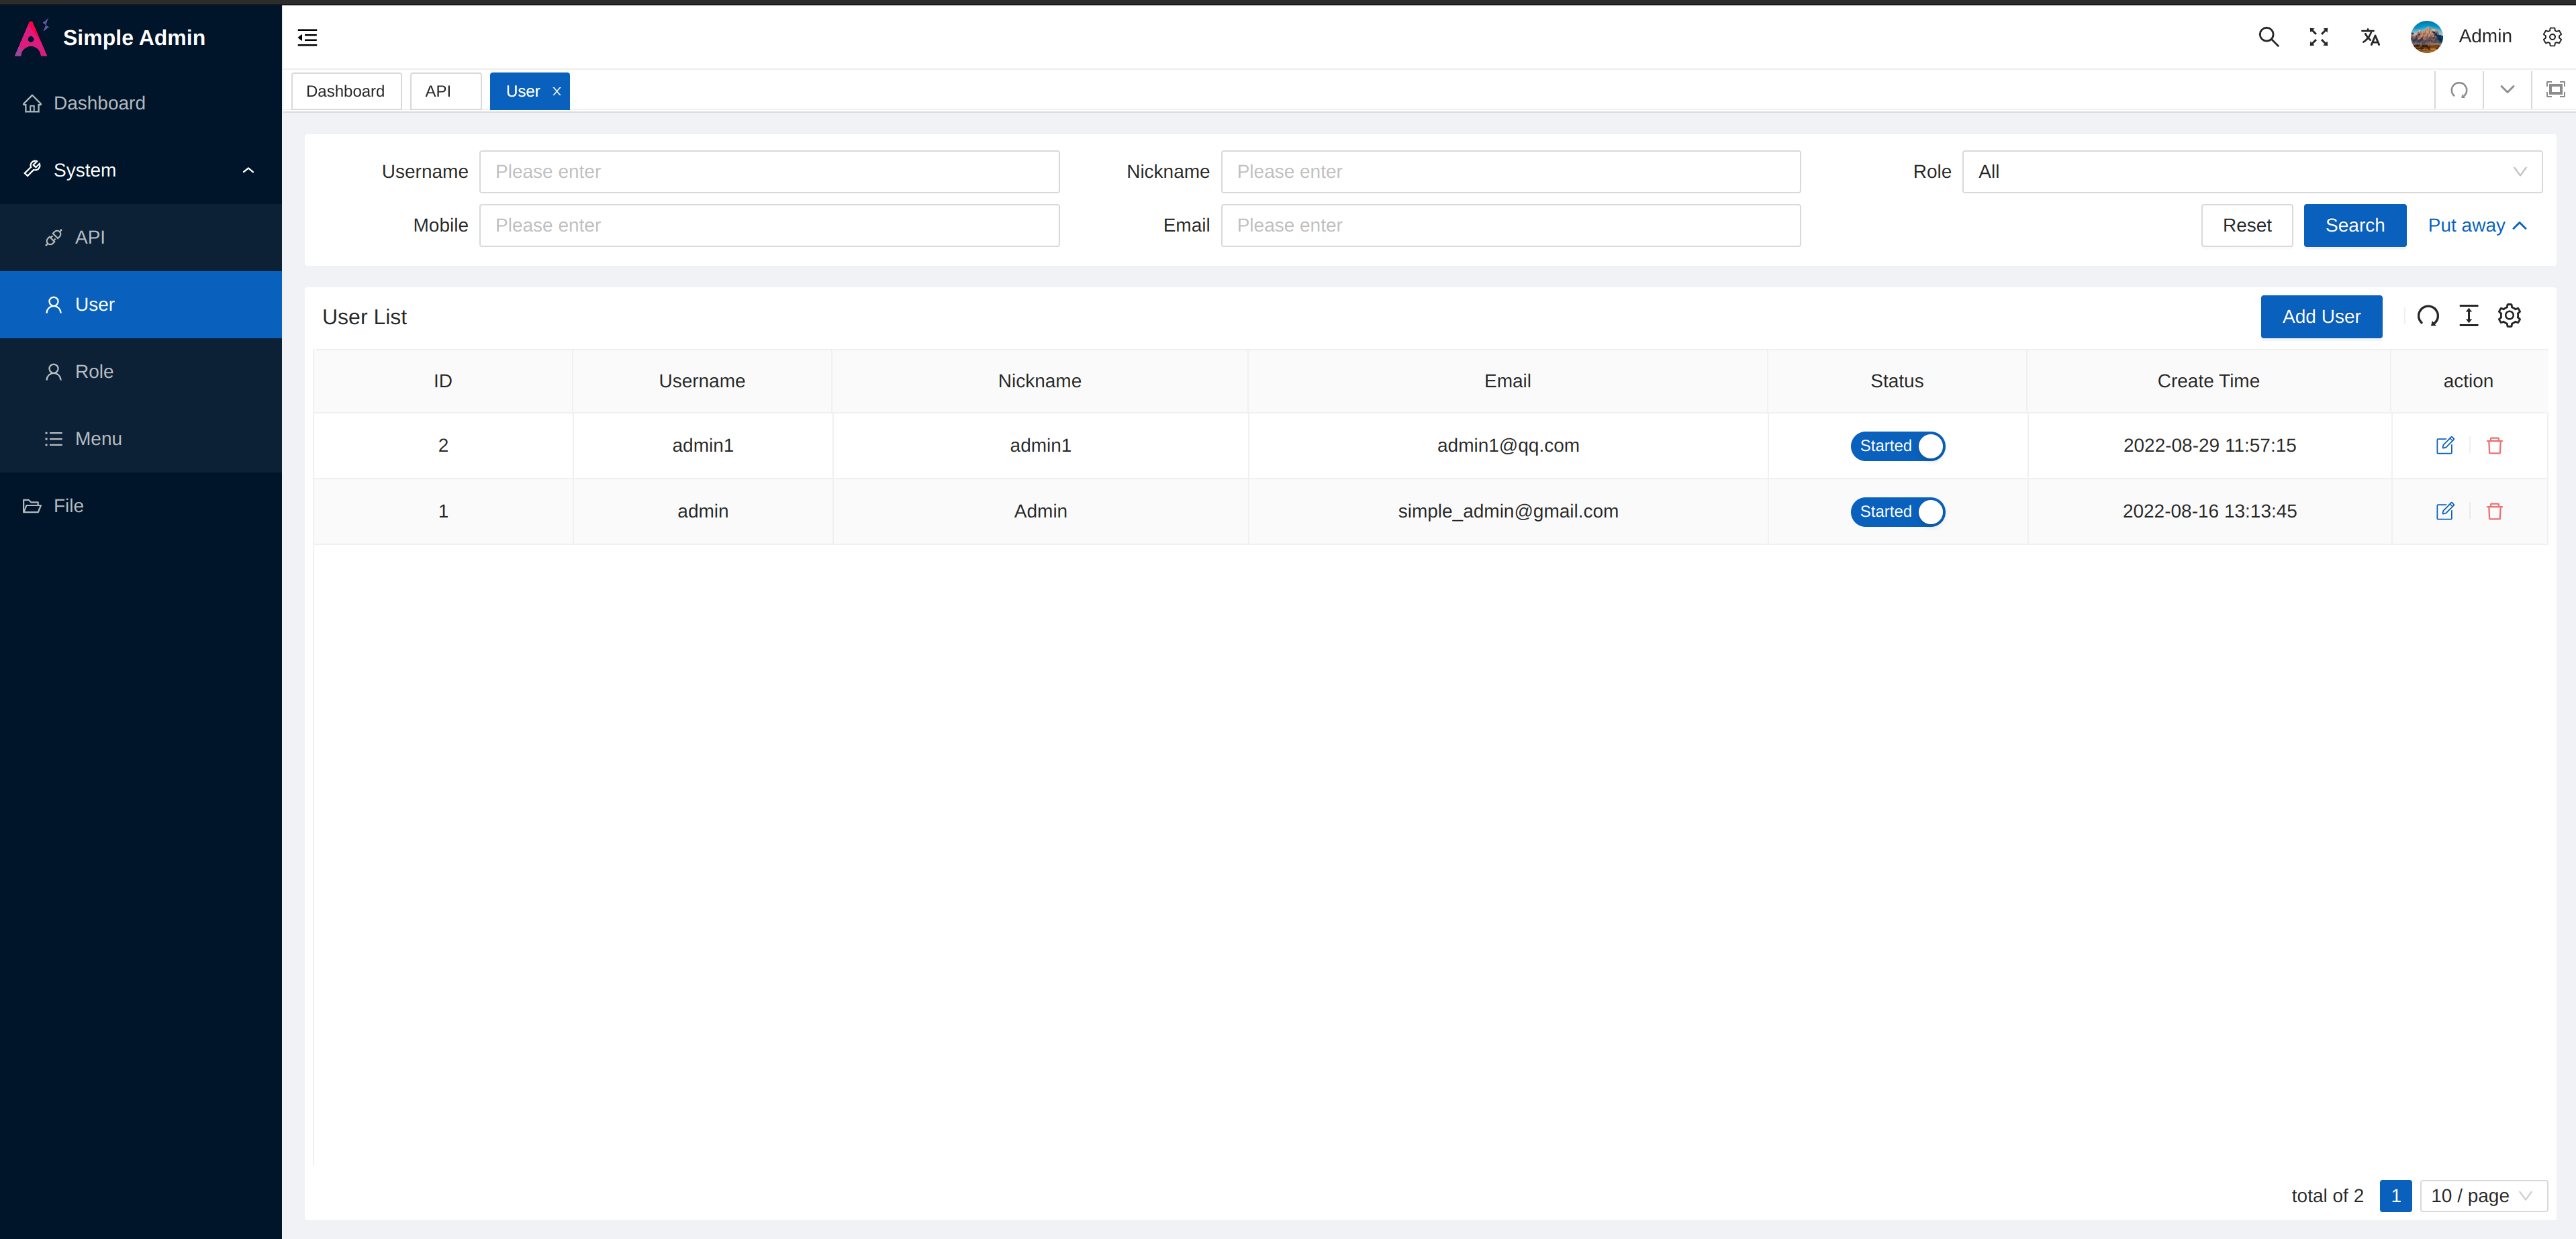 Simple Admin
Admin
Dashboard
System
API
User
Role
Menu
File
Dashboard API User
Username Please enter Nickname Please enter Role All
Mobile Please enter Email Please enter Reset Search Put away
User List Add User
ID Username Nickname Email Status Create Time action
2 admin1 admin1 admin1@qq.com Started 2022-08-29 11:57:15
1 admin Admin simple_admin@gmail.com Started 2022-08-16 13:13:45
total of 2 1 10 / page